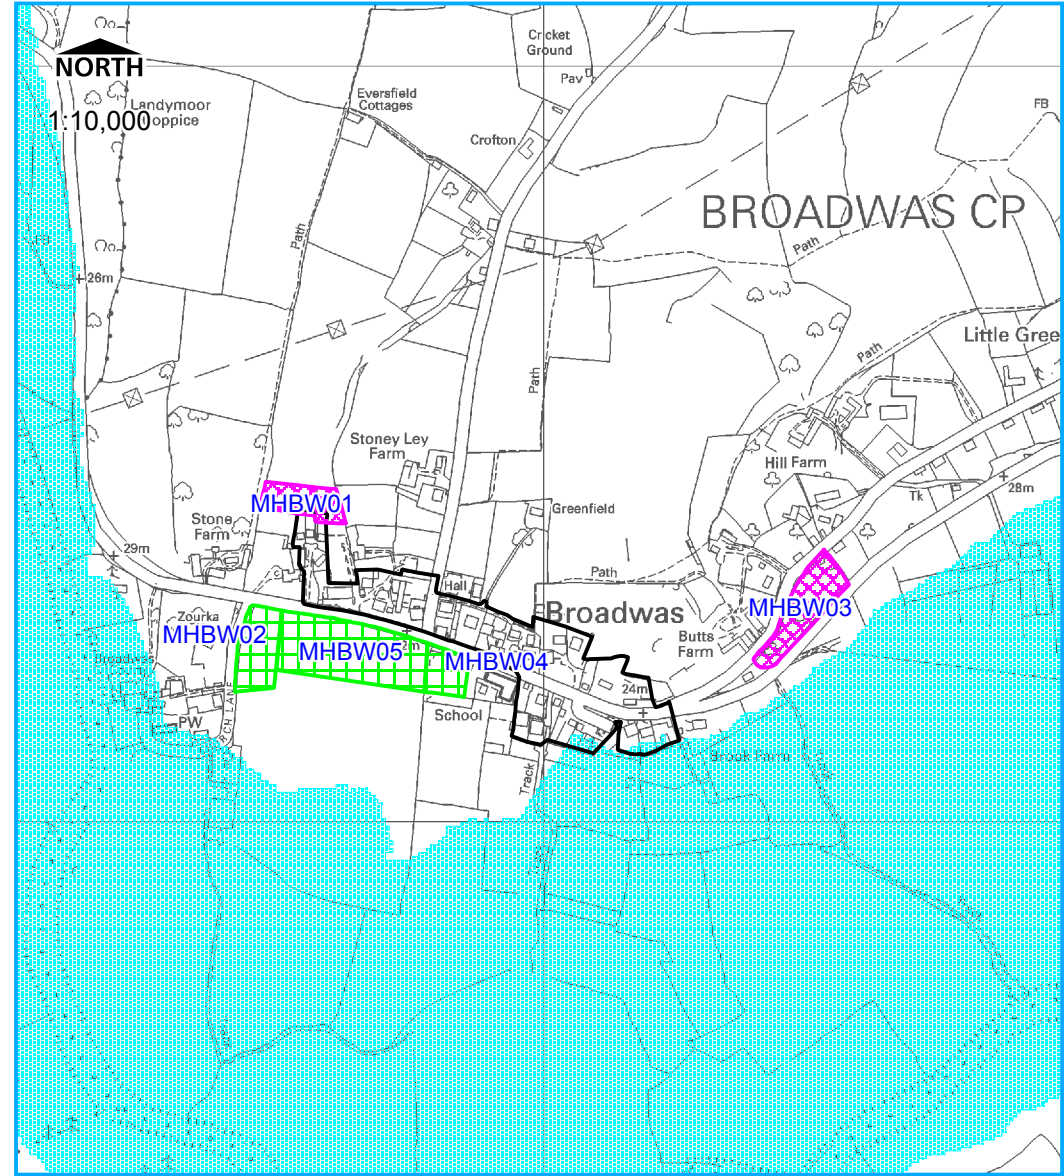 Cricket
Ground
Pav
NORTH
Landymoor
Coppice
1:10,000
Eversfield
Cottages
FB
Crofton
BROADWAS CP
Path
Path
26m
Little Gree
Path
Path
Stoney Ley
Farm
Hill Farm
Tk
28m
MHBW01
Greenfield
Stone
Farm
29m
Path
Hall
Broadwas
MHBW03
Zourka
MHBW02
MHBW05
MHBW04
Butts
Farm
Broadwas
24m
School
PW
Brook Farm
Track